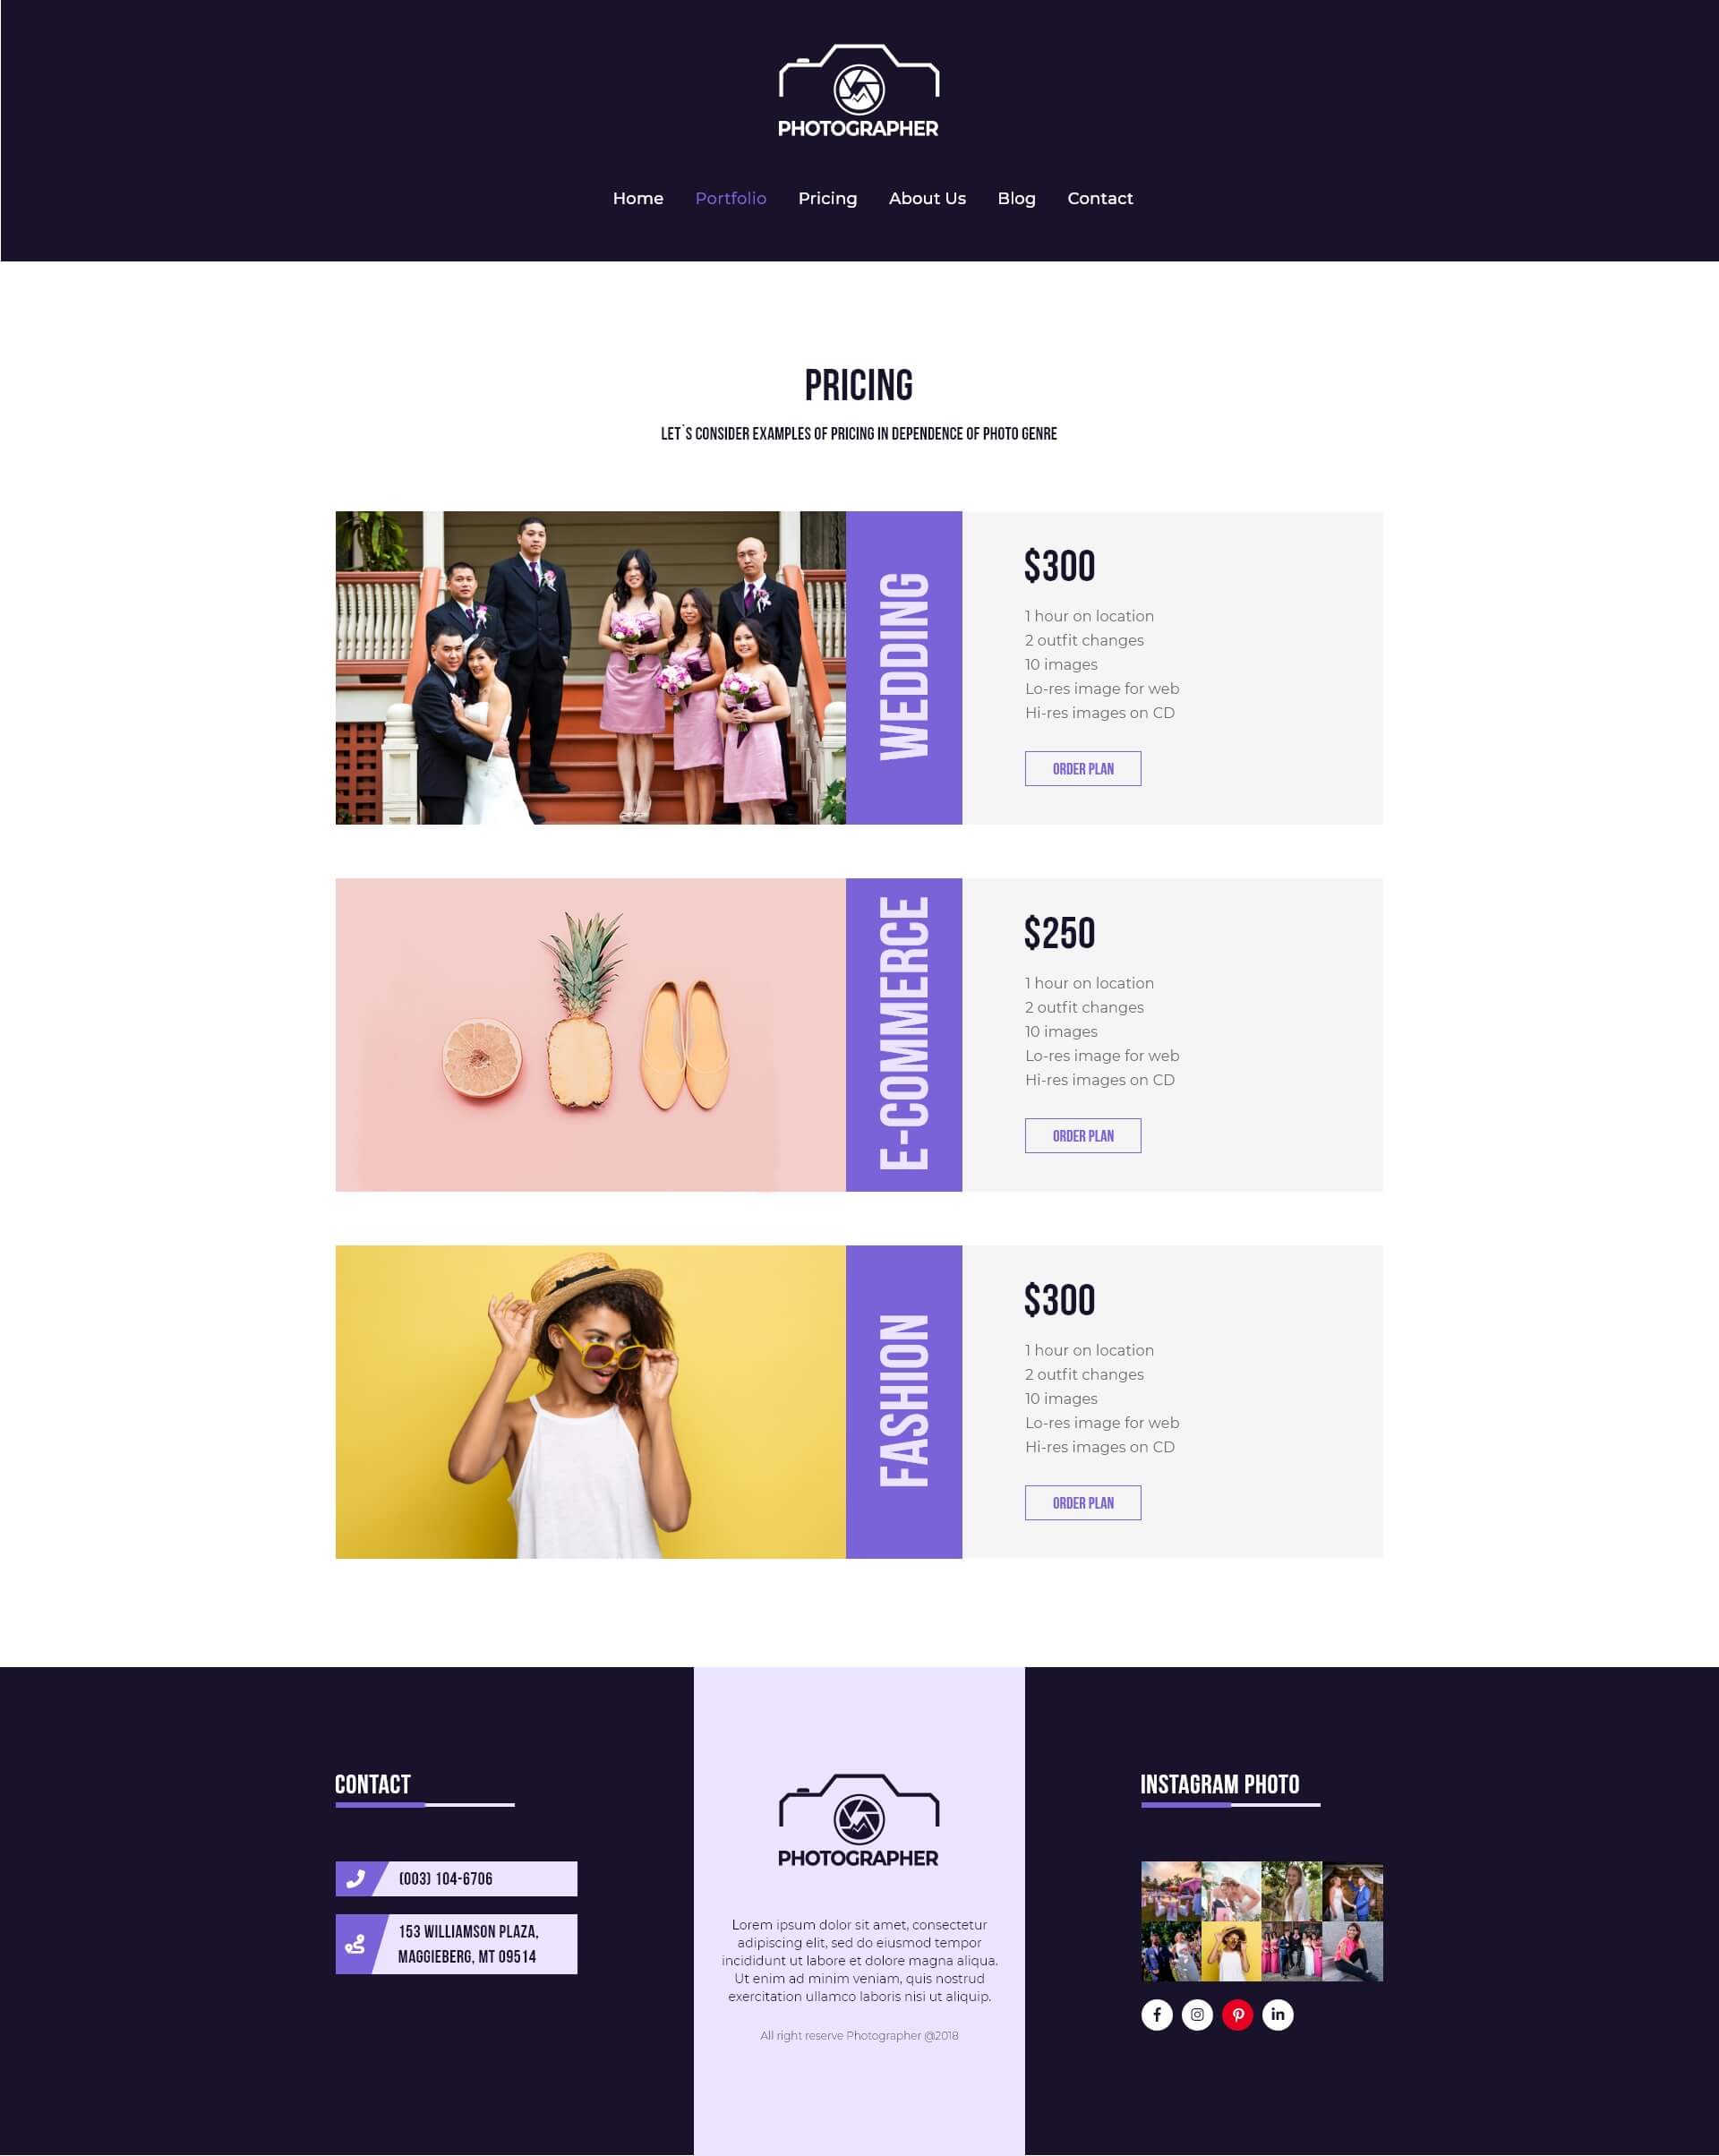 PHOTOGRAPHER
Home Portfolio Pricing About Us Blog Contact
PRICING
LET`S CONSIDER EXAMPLES OF PRICING IN DEPENDENCE OF PHOTO GENRE
WEDDING
$300
1 hour on location
2 outfit changes
10 images
Lo-res image for web
Hi-res images on CD
ORDER PLAN
E-COMMERCE
$250
1 hour on location
2 outfit changes
10 images
Lo-res image for web
Hi-res images on CD
ORDER PLAN
FASHION
$300
1 hour on location
2 outfit changes
10 images
Lo-res image for web
Hi-res images on CD
ORDER PLAN
CONTACT
(003) 104-6706
153 WILLIAMSON PLAZA,
MAGGIEBERG, MT 09514
PHOTOGRAPHER
Lorem ipsum dolor sit amet, consectetur
adipiscing elit, sed do eiusmod tempor
incididunt ut labore et dolore magna aliqua.
Ut enim ad minim veniam, quis nostrud
exercitation ullamco laboris nisi ut aliquip.
All right reserve Photographer @2018
INSTAGRAM PHOTO